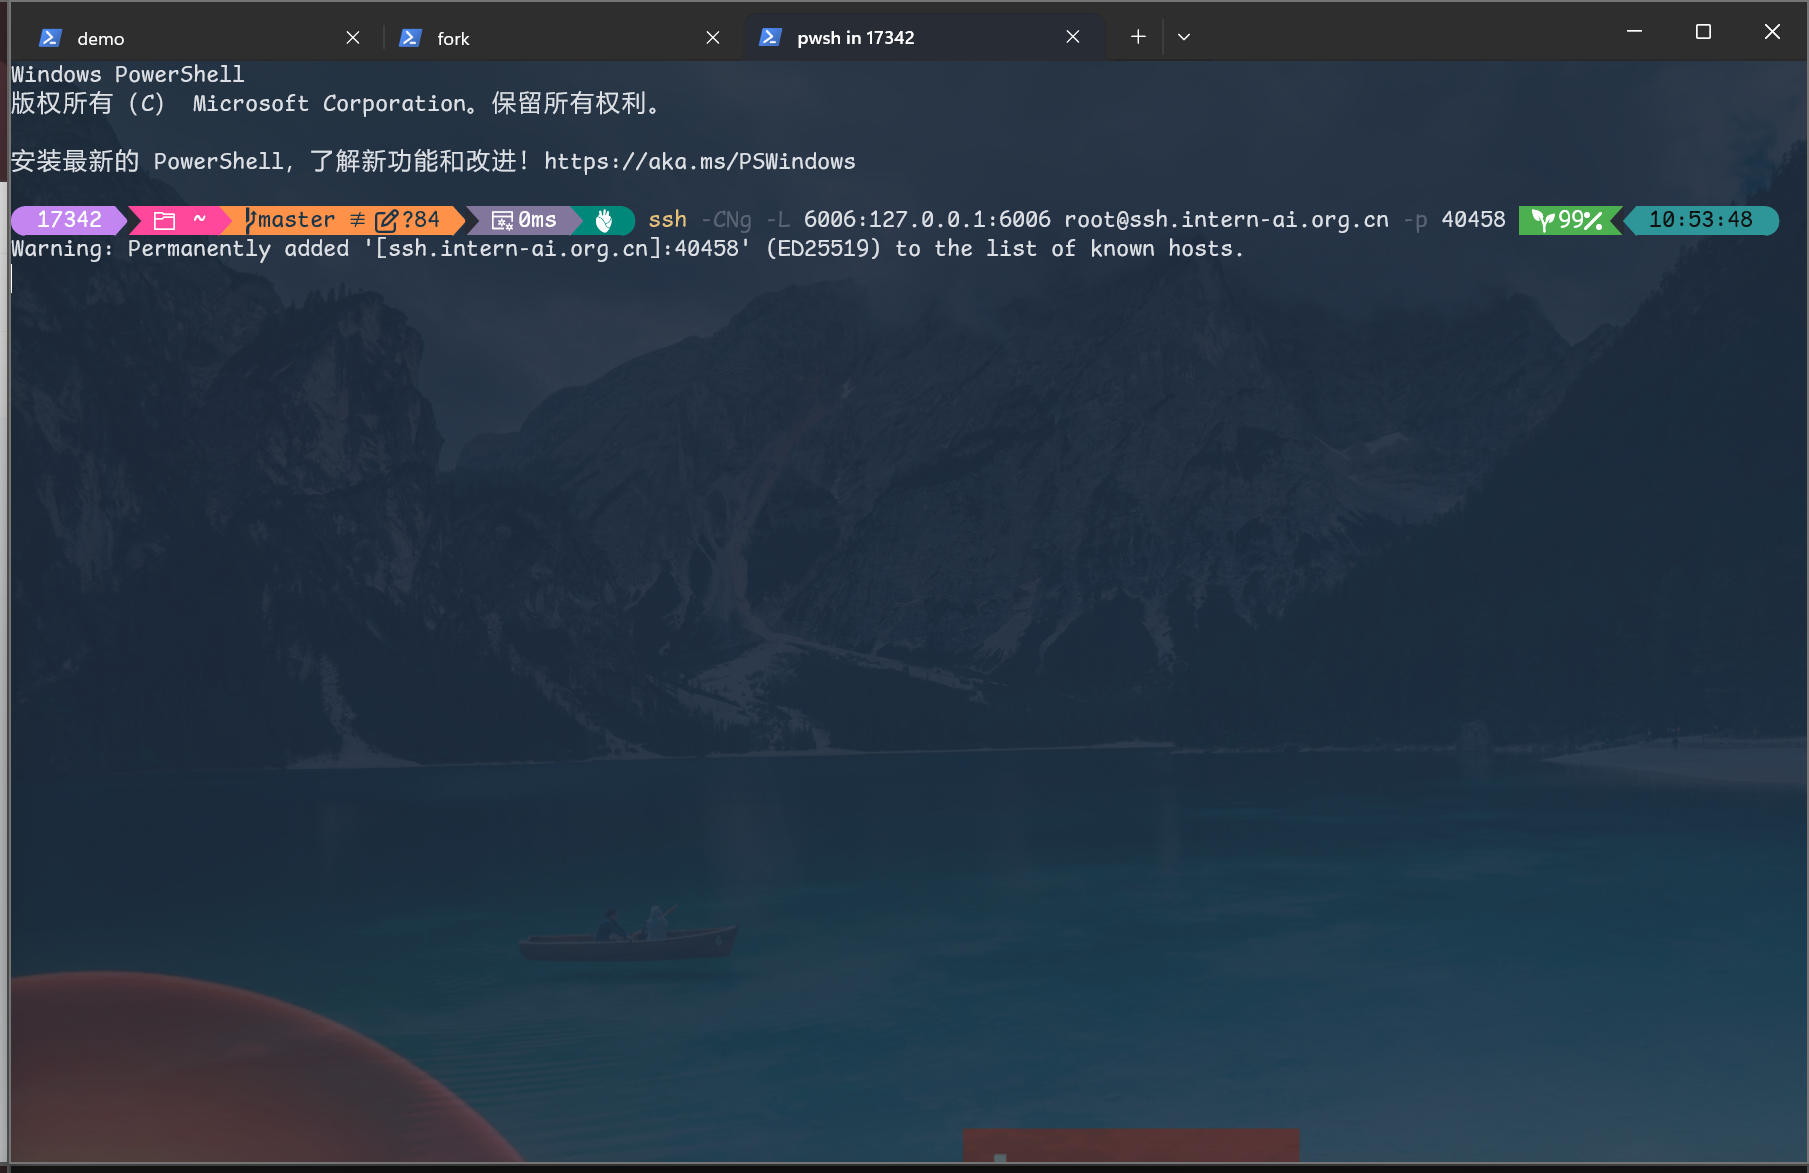 demo
fork
pwsh in 17342
Windows PowerShell
版权所有 (C)  Microsoft Corporation。保留所有权利。
安装最新的 PowerShell，了解新功能和改进！https://aka.ms/PSWindows
17342 ~ master ≢ ?84 0ms ssh -CNg -L 6006:127.0.0.1:6006 root@ssh.intern-ai.org.cn -p 40458 99% 10:53:48
Warning: Permanently added '[ssh.intern-ai.org.cn]:40458' (ED25519) to the list of known hosts.